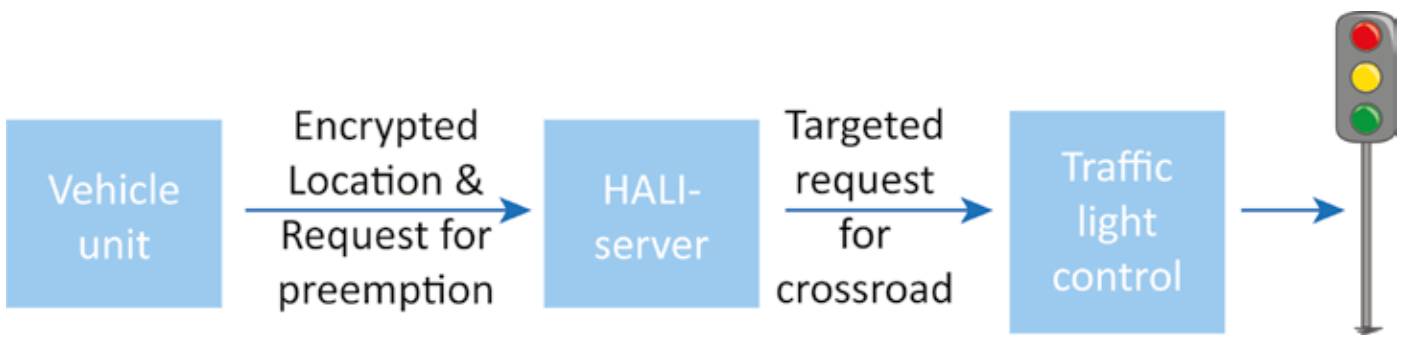 Vehicle
unit
Encrypted
Location &
Request for
preemption
HALI-
server
Targeted
request
for
crossroad
Traffic
light
control